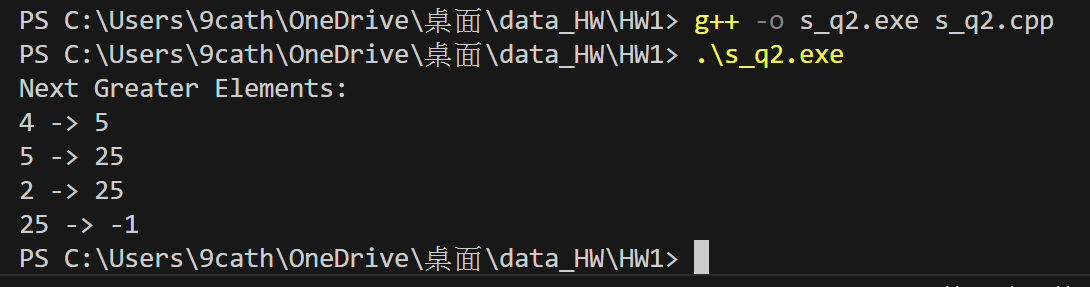 PS C:\Users\9cath\OneDrive\桌面\data_HW\HW1> g++ -o s_q2.exe s_q2.cpp
PS C:\Users\9cath\OneDrive\桌面\data_HW\HW1> .\s_q2.exe
Next Greater Elements:
4 -> 5
5 -> 25
2 -> 25
25 -> -1
PS C:\Users\9cath\OneDrive\桌面\data_HW\HW1>